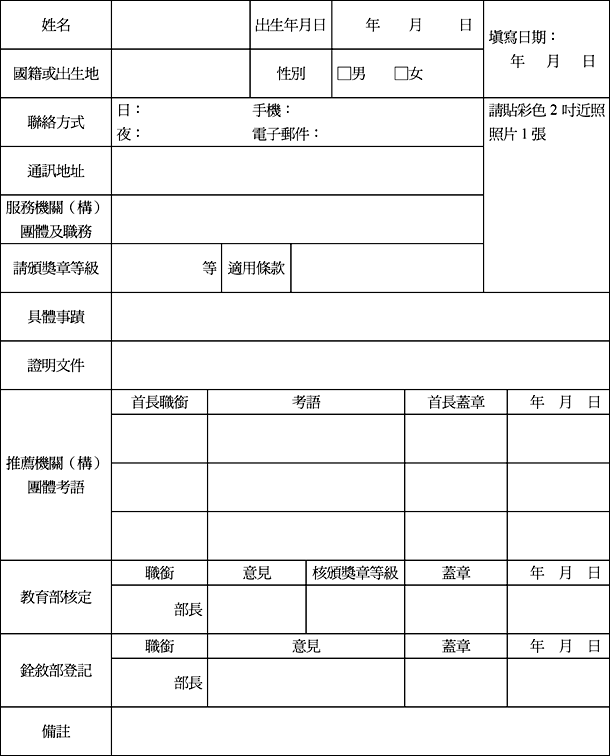 姓名 出生年月日 年 月 日 填寫日期：
年 月 日
國籍或出生地 性別 □男 □女
聯絡方式 日： 手機：
夜： 電子郵件：
請貼彩色2吋近照
照片1張
通訊地址
服務機關（構）
團體及職務
請頒獎章等級 等 適用條款
具體事蹟
證明文件
推薦機關（構）
團體考語
首長職銜 考語 首長蓋章 年 月 日
教育部核定
職銜 意見 核頒獎章等級 蓋章 年 月 日
部長
銓敘部登記
職銜 意見 蓋章 年 月 日
部長
備註